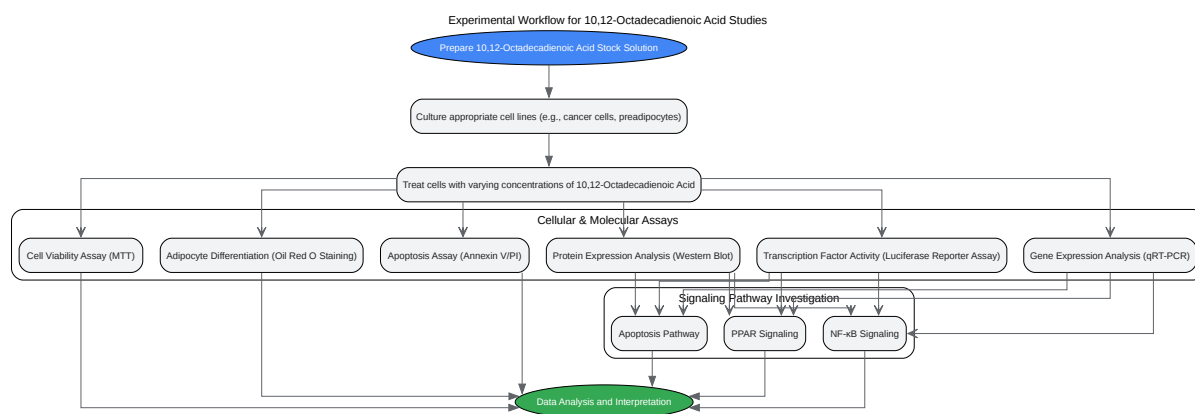 Experimental Workflow for 10,12-Octadecadienoic Acid Studies
Prepare 10,12-Octadecadienoic Acid Stock Solution
Culture appropriate cell lines (e.g., cancer cells, preadipocytes)
Treat cells with varying concentrations of 10,12-Octadecadienoic Acid
Cellular & Molecular Assays
Cell Viability Assay (MTT)
Adipocyte Differentiation (Oil Red O Staining)
Apoptosis Assay (Annexin V/PI)
Protein Expression Analysis (Western Blot)
Transcription Factor Activity (Luciferase Reporter Assay)
Gene Expression Analysis (qRT-PCR)
Signaling Pathway Investigation
Apoptosis Pathway
PPAR Signaling
NF-κB Signaling
Data Analysis and Interpretation